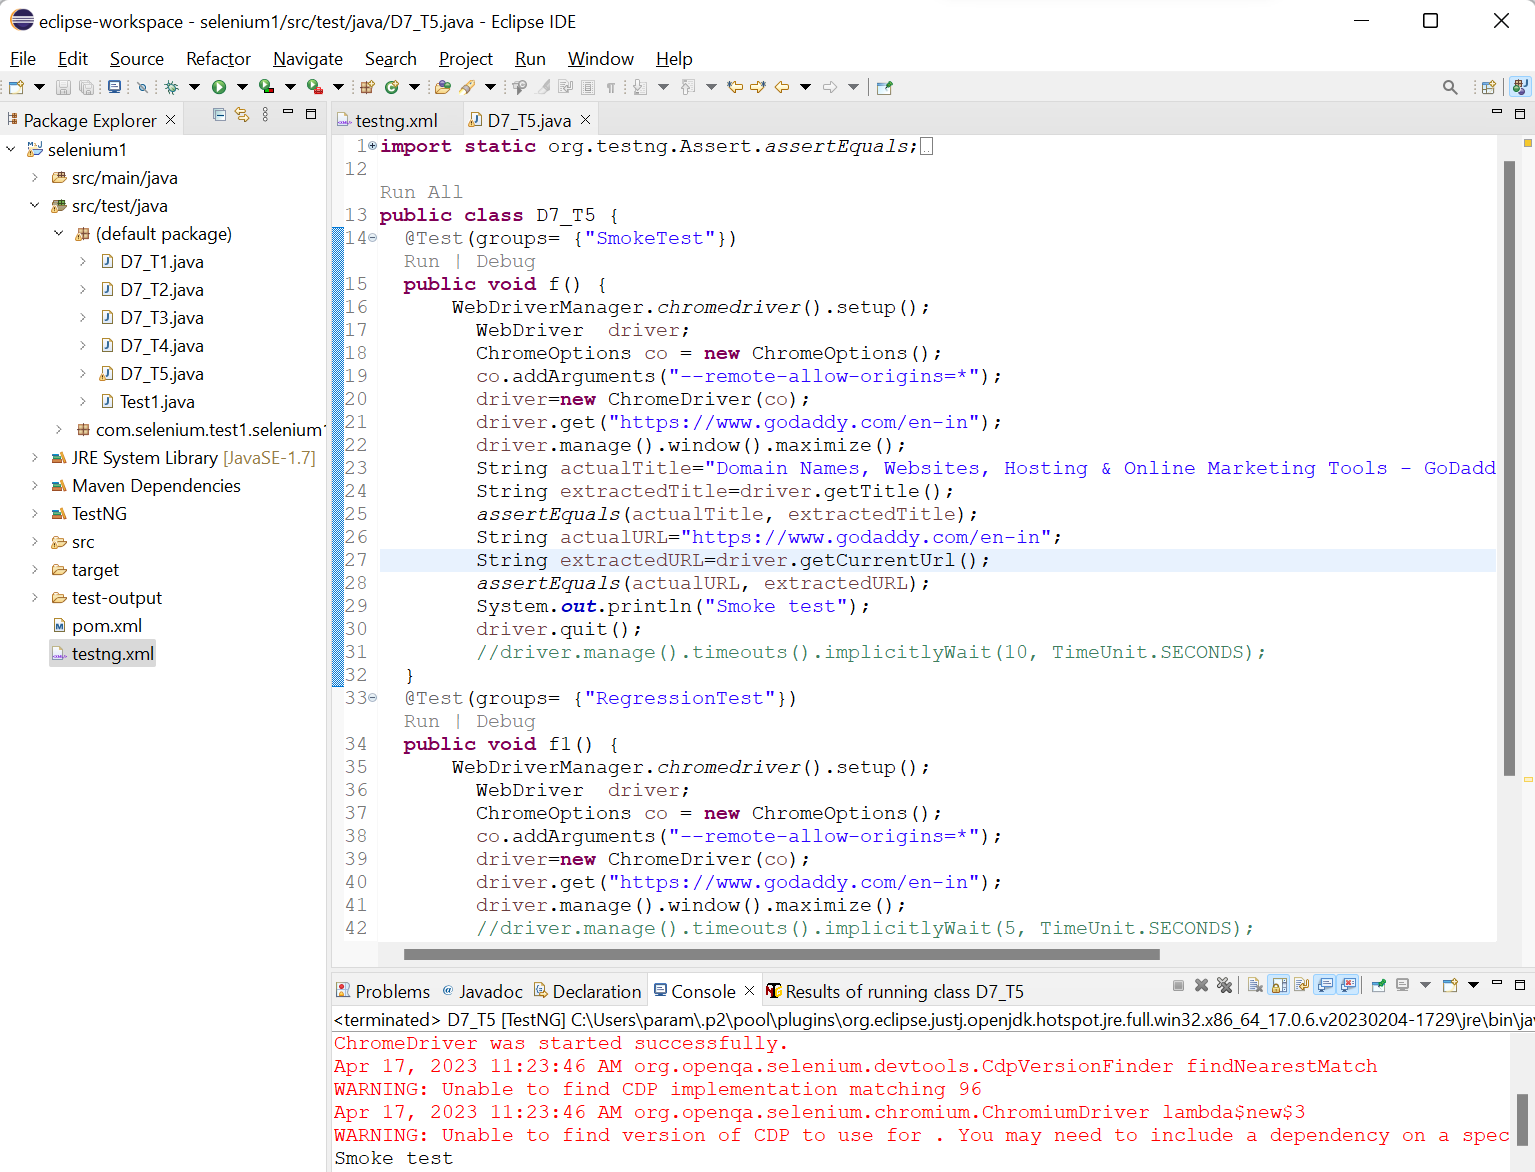 eclipse-workspace - selenium1/src/test/java/D7_T5.java - Eclipse IDE
File Edit Source Refactor Navigate Search Project Run Window Help
Package Explorer
selenium1
src/main/java
src/test/java
(default package)
D7_T1.java
D7_T2.java
D7_T3.java
D7_T4.java
D7_T5.java
Test1.java
com.selenium.test1.selenium1
JRE System Library [JavaSE-1.7]
Maven Dependencies
TestNG
src
target
test-output
pom.xml
testng.xml
testng.xml D7_T5.java
1 import static org.testng.Assert.assertEquals;
12
Run All
13 public class D7_T5 {
14 @Test(groups= {"SmokeTest"})
Run | Debug
15 public void f() {
16 WebDriverManager.chromedriver().setup();
17 WebDriver  driver;
18 ChromeOptions co = new ChromeOptions();
19 co.addArguments("--remote-allow-origins=*");
20 driver=new ChromeDriver(co);
21 driver.get("https://www.godaddy.com/en-in");
22 driver.manage().window().maximize();
23 String actualTitle="Domain Names, Websites, Hosting & Online Marketing Tools - GoDadd
24 String extractedTitle=driver.getTitle();
25 assertEquals(actualTitle, extractedTitle);
26 String actualURL="https://www.godaddy.com/en-in";
27 String extractedURL=driver.getCurrentUrl();
28 assertEquals(actualURL, extractedURL);
29 System.out.println("Smoke test");
30 driver.quit();
31 //driver.manage().timeouts().implicitlyWait(10, TimeUnit.SECONDS);
32 }
33 @Test(groups= {"RegressionTest"})
Run | Debug
34 public void f1() {
35 WebDriverManager.chromedriver().setup();
36 WebDriver  driver;
37 ChromeOptions co = new ChromeOptions();
38 co.addArguments("--remote-allow-origins=*");
39 driver=new ChromeDriver(co);
40 driver.get("https://www.godaddy.com/en-in");
41 driver.manage().window().maximize();
42 //driver.manage().timeouts().implicitlyWait(5, TimeUnit.SECONDS);
Problems Javadoc Declaration Console Results of running class D7_T5
<terminated> D7_T5 [TestNG] C:\Users\param\.p2\pool\plugins\org.eclipse.justj.openjdk.hotspot.jre.full.win32.x86_64_17.0.6.v20230204-1729\jre\bin\ja
ChromeDriver was started successfully.
Apr 17, 2023 11:23:46 AM org.openqa.selenium.devtools.CdpVersionFinder findNearestMatch
WARNING: Unable to find CDP implementation matching 96
Apr 17, 2023 11:23:46 AM org.openqa.selenium.chromium.ChromiumDriver lambda$new$3
WARNING: Unable to find version of CDP to use for . You may need to include a dependency on a spec
Smoke test